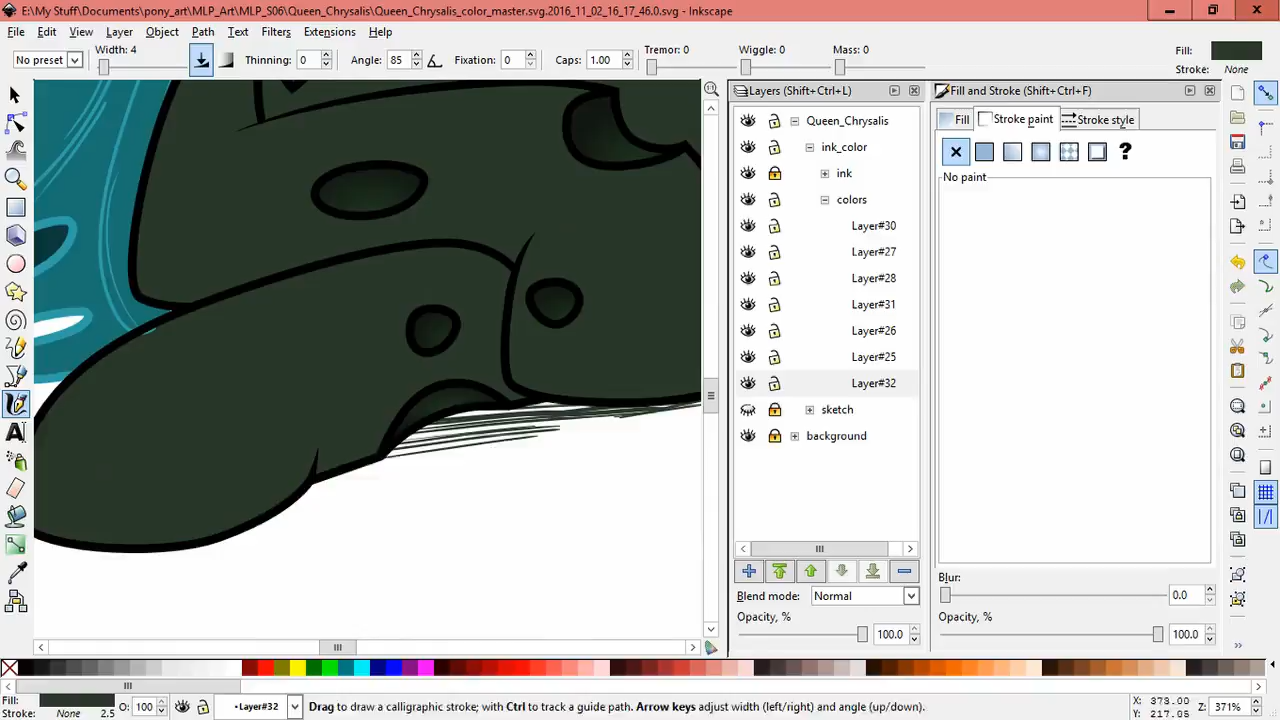 E:\My Stuff\Documents\pony_art\MLP_Art\MLP_S06\Queen_Chrysalis\Queen_Chrysalis_color_master.svg.2016_11_02_16_17_46.0.svg - Inkscape
File Edit View Layer Object Path Text Filters Extensions Help
No preset Width: 4 Thinning: 0 Angle: 85 Fixation: 0 Caps: 1.00 Tremor: 0 Wiggle: 0 Mass: 0 Fill:
Stroke: None
Layers (Shift+Ctrl+L) Fill and Stroke (Shift+Ctrl+F)
Queen_Chrysalis Fill Stroke paint Stroke style
ink_color ?
ink No paint
colors
Layer#30
Layer#27
Layer#28
Layer#31
Layer#26
Layer#25
Layer#32
sketch
background
Blur:
Blend mode: Normal 0.0
Opacity, % Opacity, %
100.0 100.0
Fill: O: 100 •Layer#32 Drag to draw a calligraphic stroke; with Ctrl to track a guide path. Arrow keys adjust width (left/right) and angle (up/down). X: 373.00 Z: 371%
Stroke: None 2.5 Y: 217.05